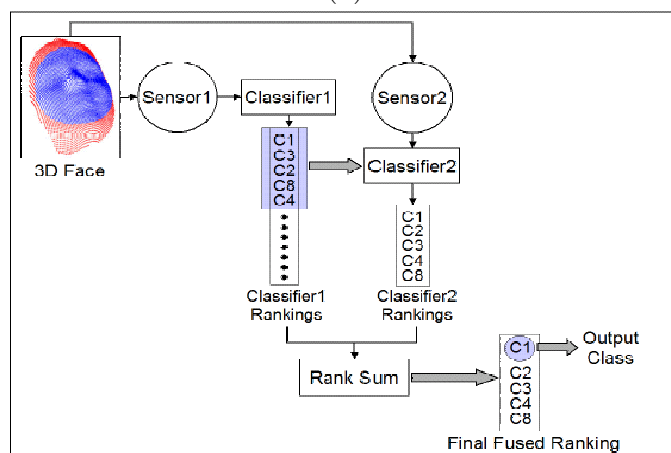 Sensor1
Classifier1
Sensor2
3D Face
C1
C3
C2
C8
C4
Classifier2
C1
C2
C3
C4
C8
Classifier1
Rankings
Classifier2
Rankings
Rank Sum
C1
C2
C3
C4
C8
Output
Class
Final Fused Ranking